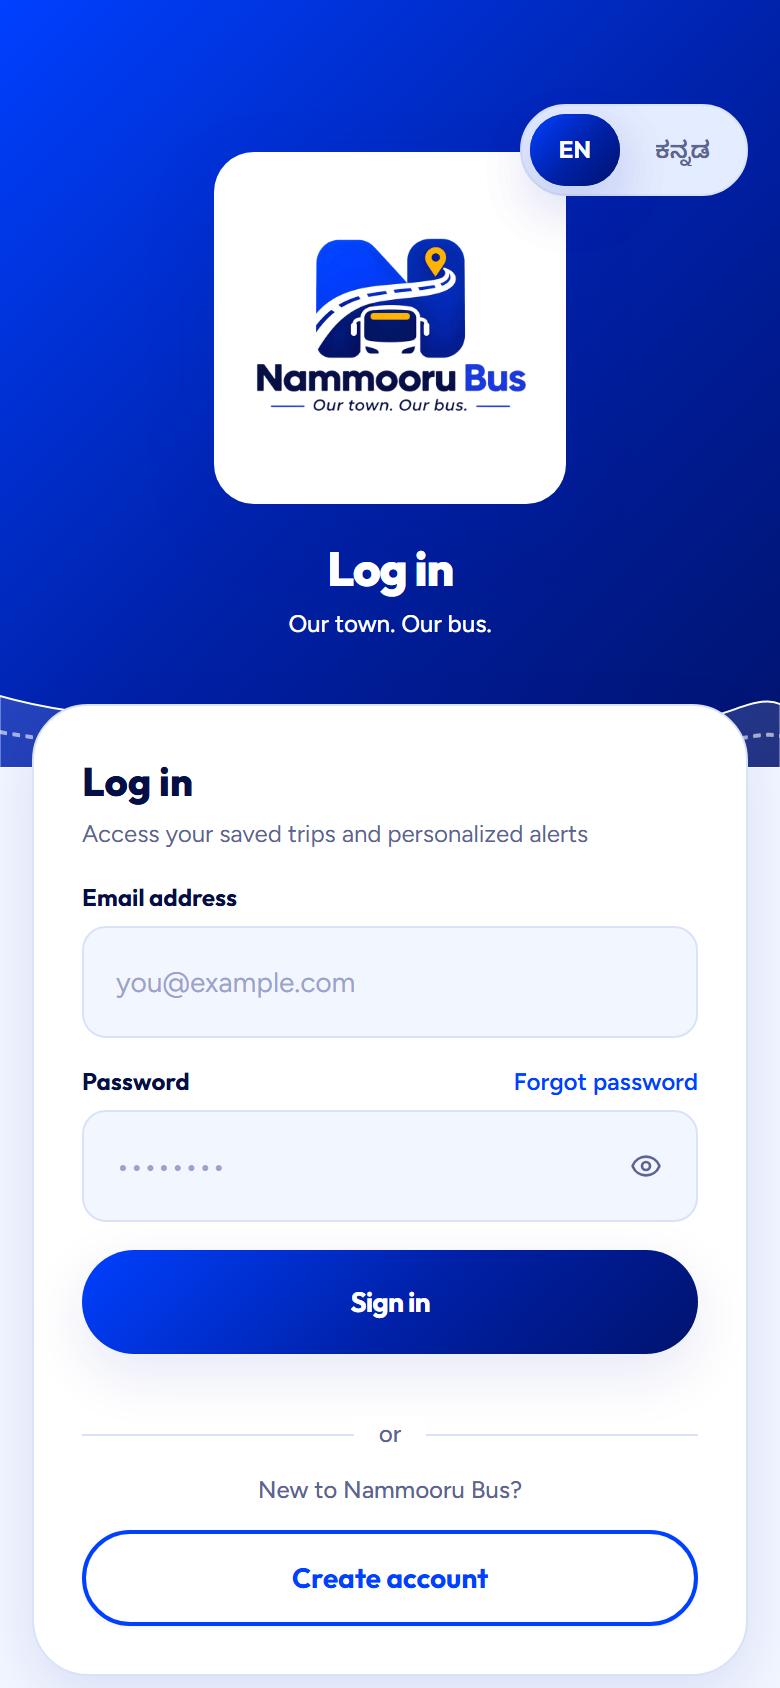 EN
ಕನ್ನಡ
Nammooru Bus
Our town. Our bus.
Log in
Our town. Our bus.
Log in
Access your saved trips and personalized alerts
Email address
you@example.com
Password
Forgot password
••••••••
Sign in
or
New to Nammooru Bus?
Create account